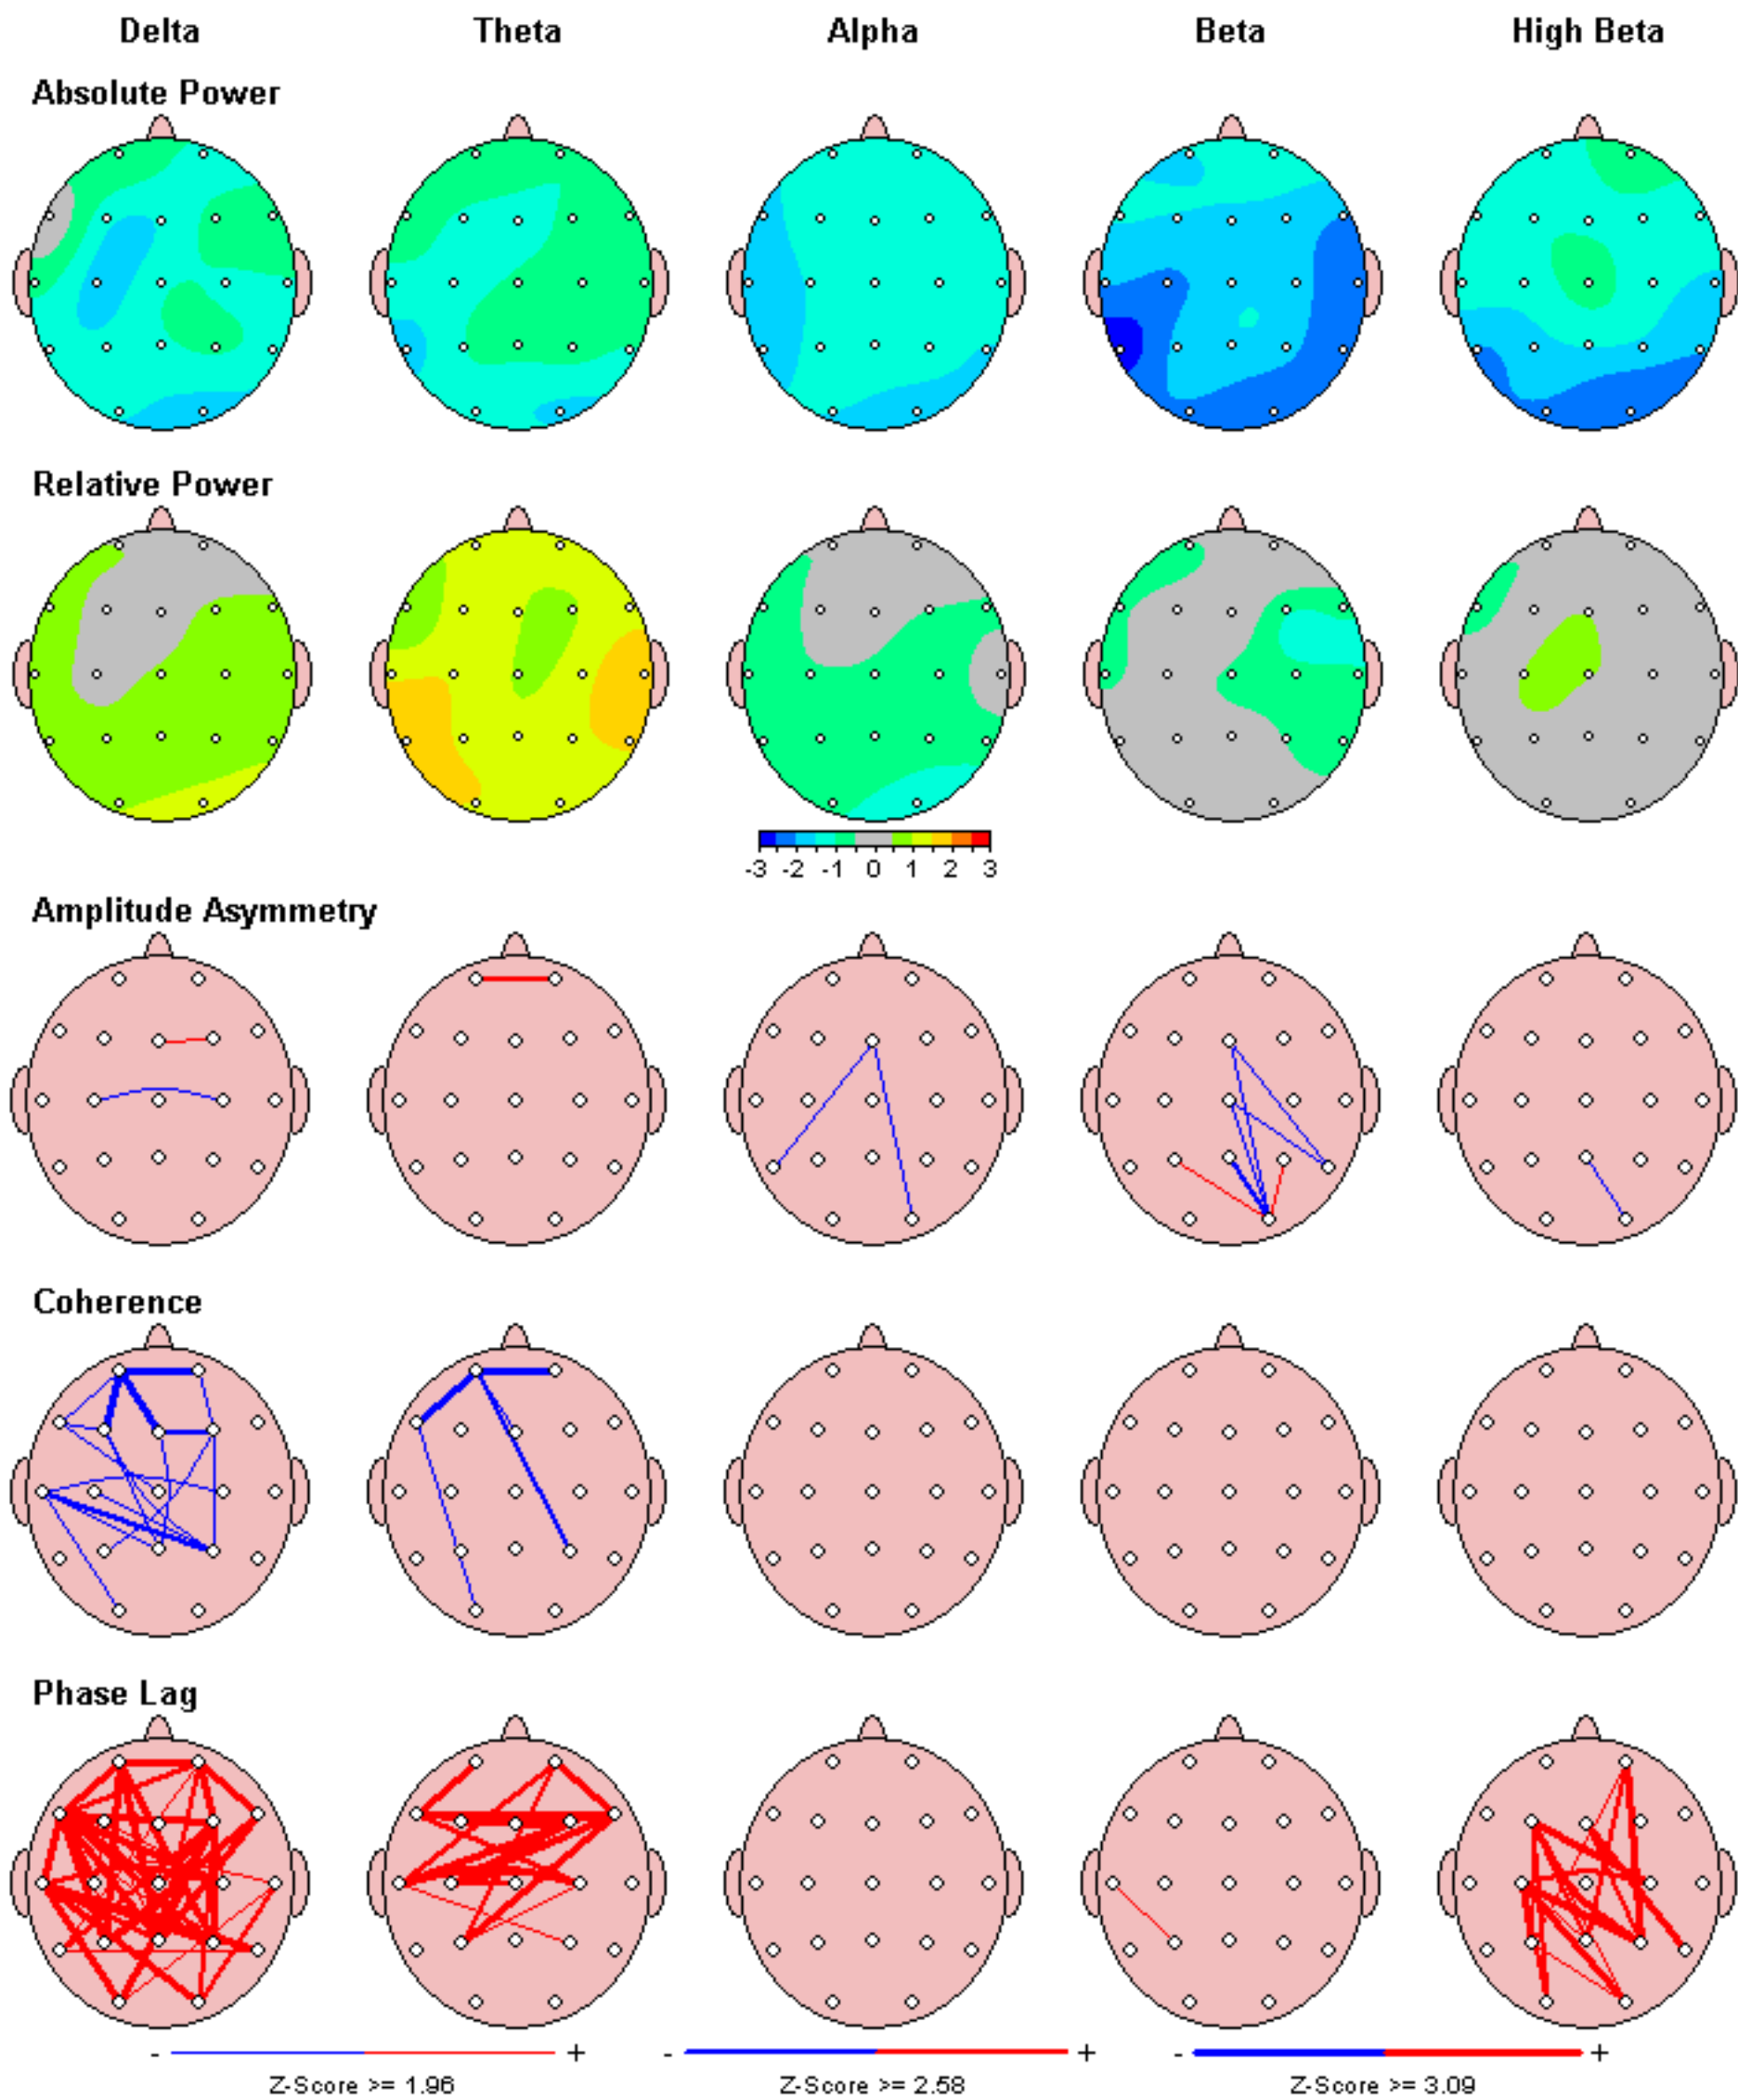 Delta Theta Alpha Beta High Beta
Absolute Power
Relative Power
-3 -2 -1 0 1 2 3
Amplitude Asymmetry
Coherence
Phase Lag
- + - + - +
Z-Score >= 1.96 Z-Score >= 2.58 Z-Score >= 3.09